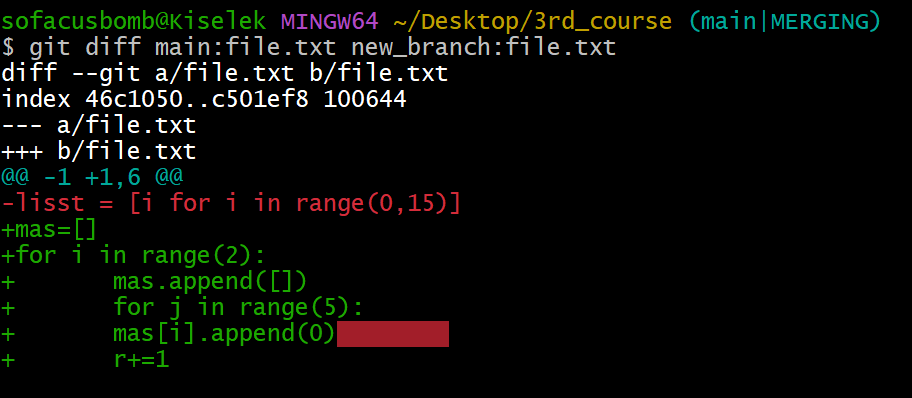 sofacusbomb@Kiselek MINGW64 ~/Desktop/3rd_course (main|MERGING)
$ git diff main:file.txt new_branch:file.txt
diff --git a/file.txt b/file.txt
index 46c1050..c501ef8 100644
--- a/file.txt
+++ b/file.txt
@@ -1 +1,6 @@
-lisst = [i for i in range(0,15)]
+mas=[]
+for i in range(2):
+       mas.append([])
+       for j in range(5):
+       mas[i].append(0)
+       r+=1